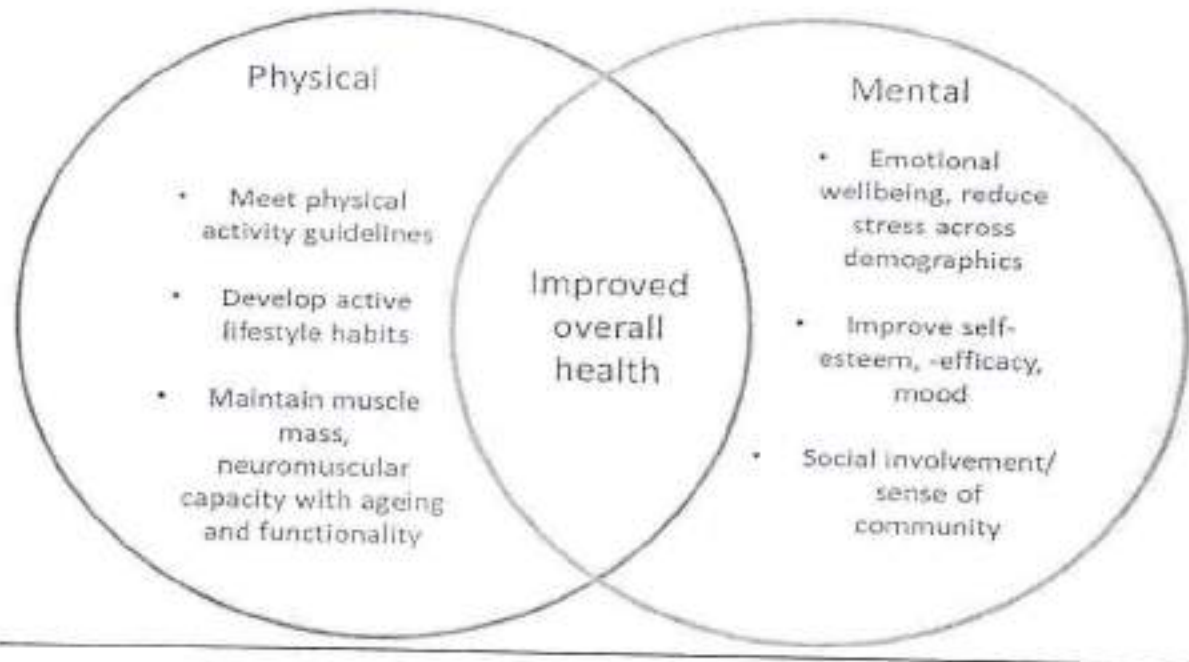 Physical
• Meet physical
activity guidelines
• Develop active
lifestyle habits
• Maintain muscle
mass,
neuromuscular
capacity with ageing
and functionality
Improved
overall
health
Mental
• Emotional
wellbeing, reduce
stress across
demographics
• Improve self-
esteem, -efficacy,
mood
• Social involvement/
sense of
community